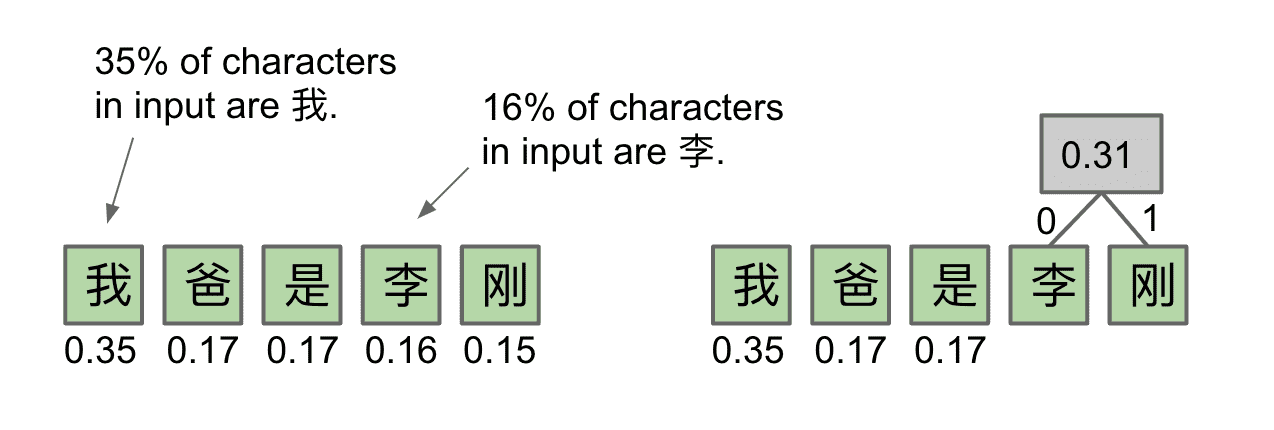 35% of characters
in input are 我.
16% of characters
in input are 李.
0.31
0 1
我 爸 是 李 刚
0.35 0.17 0.17 0.16 0.15
我 爸 是 李 刚
0.35 0.17 0.17